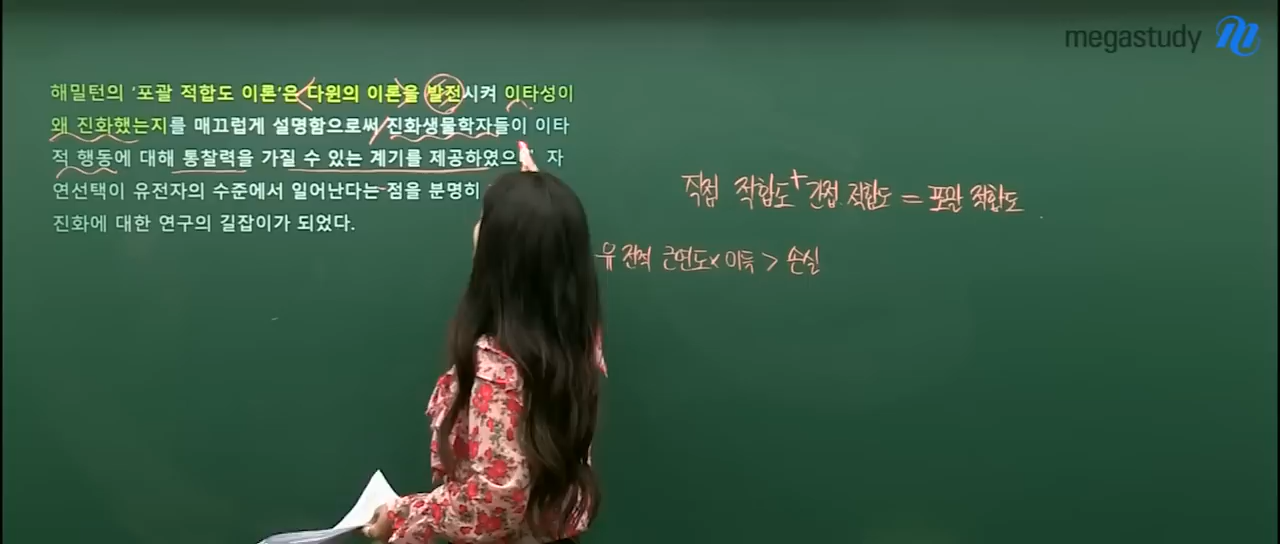 megastudy
해밀턴의 '포괄 적합도 이론'은 다윈의 이론을 발전시켜 이타성이
왜 진화했는지를 매끄럽게 설명함으로써 진화생물학자들이 이타
적 행동에 대해 통찰력을 가질 수 있는 계기를 제공하였으 자
연선택이 유전자의 수준에서 일어난다는 점을 분명히
진화에 대한 연구의 길잡이가 되었다.
직접 적합도 + 간접 적합도 = 포괄 적합도
유전적 근연도 × 이득 > 손실